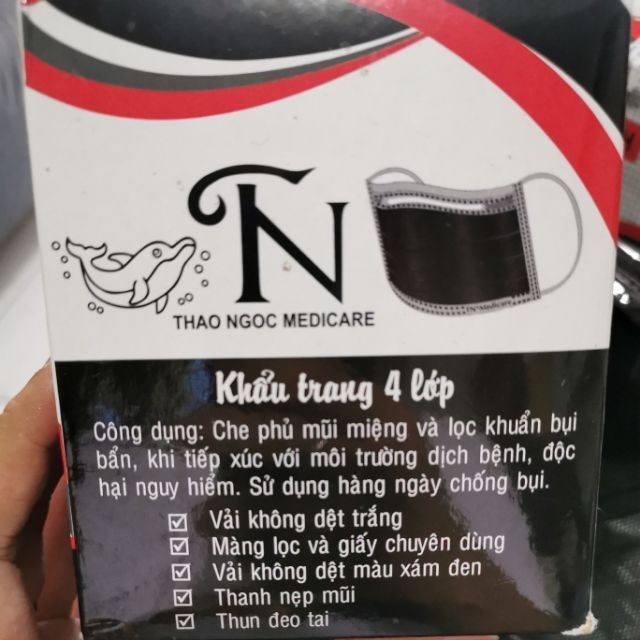 TN
THAO NGOC MEDICARE
TN Medicare
Khẩu trang 4 lớp
Công dụng: Che phủ mũi miệng và lọc khuẩn bụi
bẩn, khi tiếp xúc với môi trường dịch bệnh, độc
hại nguy hiểm. Sử dụng hàng ngày chống bụi.
Vải không dệt trắng
Màng lọc và giấy chuyên dùng
Vải không dệt màu xám đen
Thanh nẹp mũi
Thun đeo tai